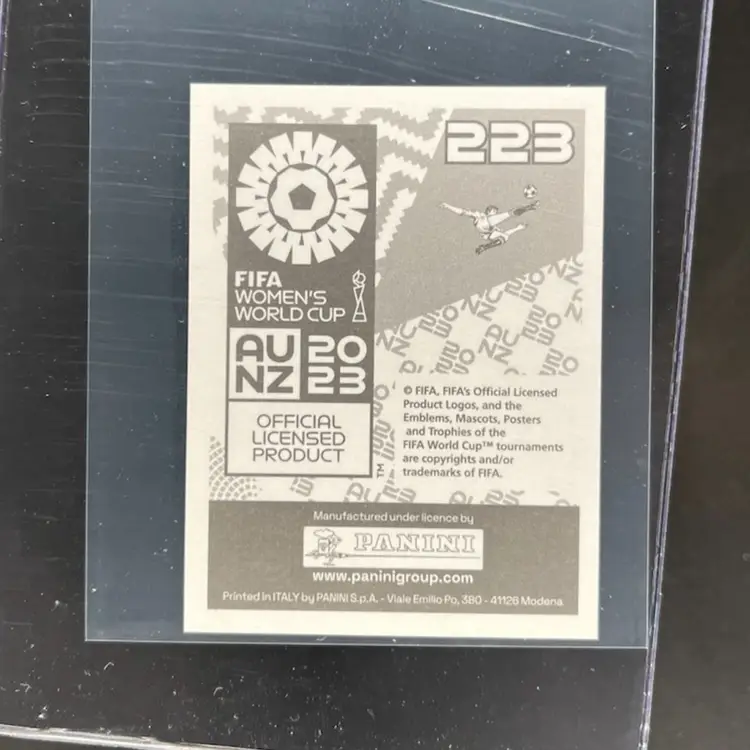 223
FIFA
WOMEN'S
WORLD CUP
AU 20
NZ 23
OFFICIAL
LICENSED
PRODUCT
TM
© FIFA, FIFA's Official Licensed
Product Logos, and the
Emblems, Mascots, Posters
and Trophies of the
FIFA World Cup™ tournaments
are copyrights and/or
trademarks of FIFA.
Manufactured under licence by
PANINI
www.paninigroup.com
Printed in ITALY by PANINI S.p.A. - Viale Emilio Po, 380 - 41126 Modena